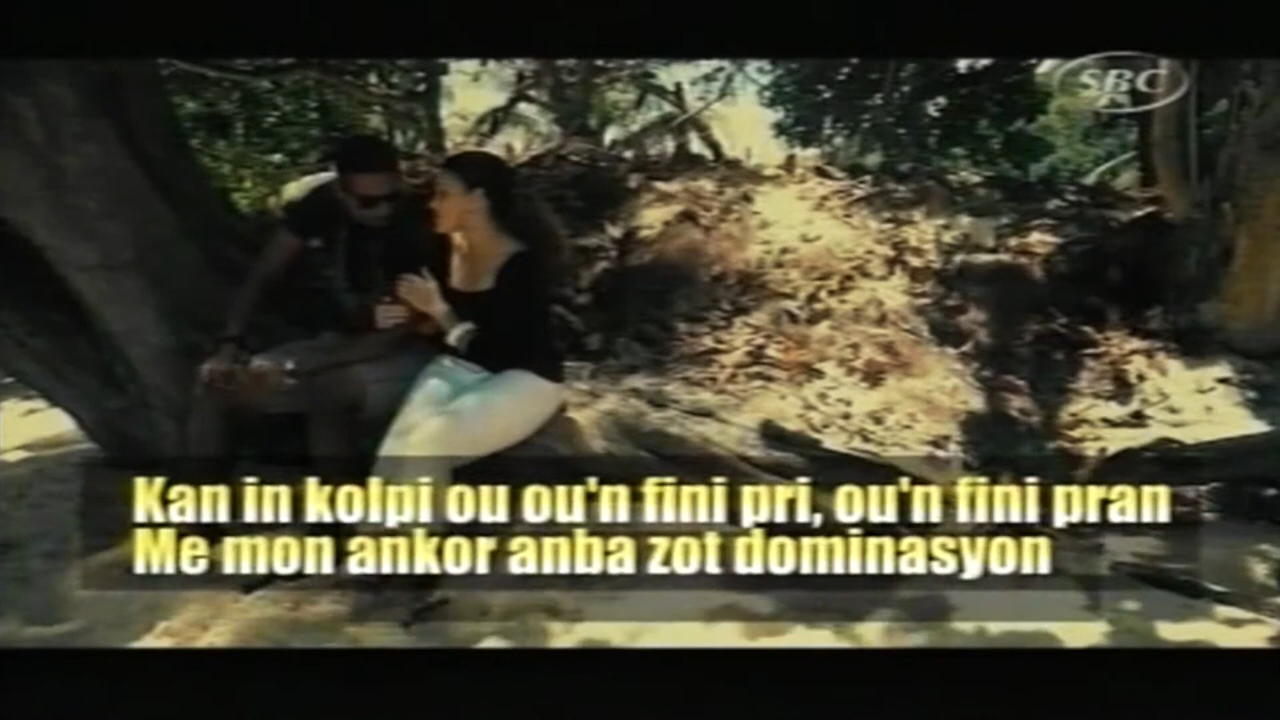 SBC
Kan in kolpi ou ou'n fini pri, ou'n fini pran
Me mon ankor anba zot dominasyon